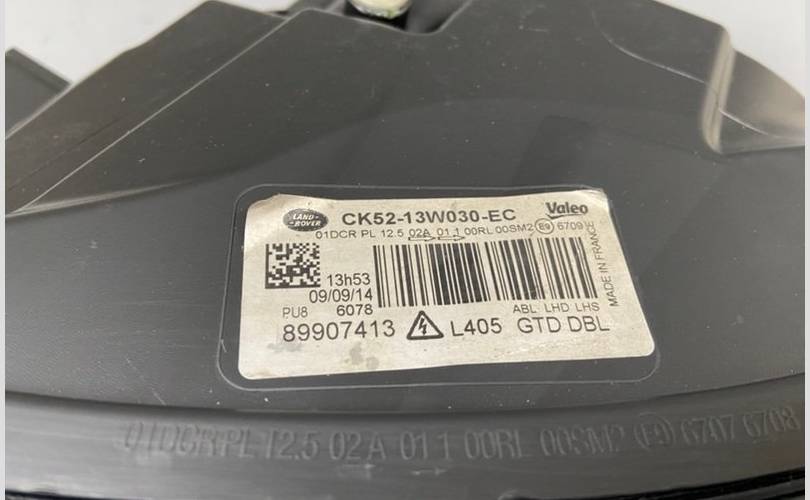 LAND-
ROVER
CK52-13W030-EC
Valeo
01DCR PL 12.5 02A 01 1 00RL 00SM2 E9 6709
13h53
09/09/14
PU8 6078
ABL LHD LHS
MADE IN FRANCE
89907413 L405 GTD DBL
01DCR PL 12.5 02A 01 1 00RL 00SM2 E9 6707 6708